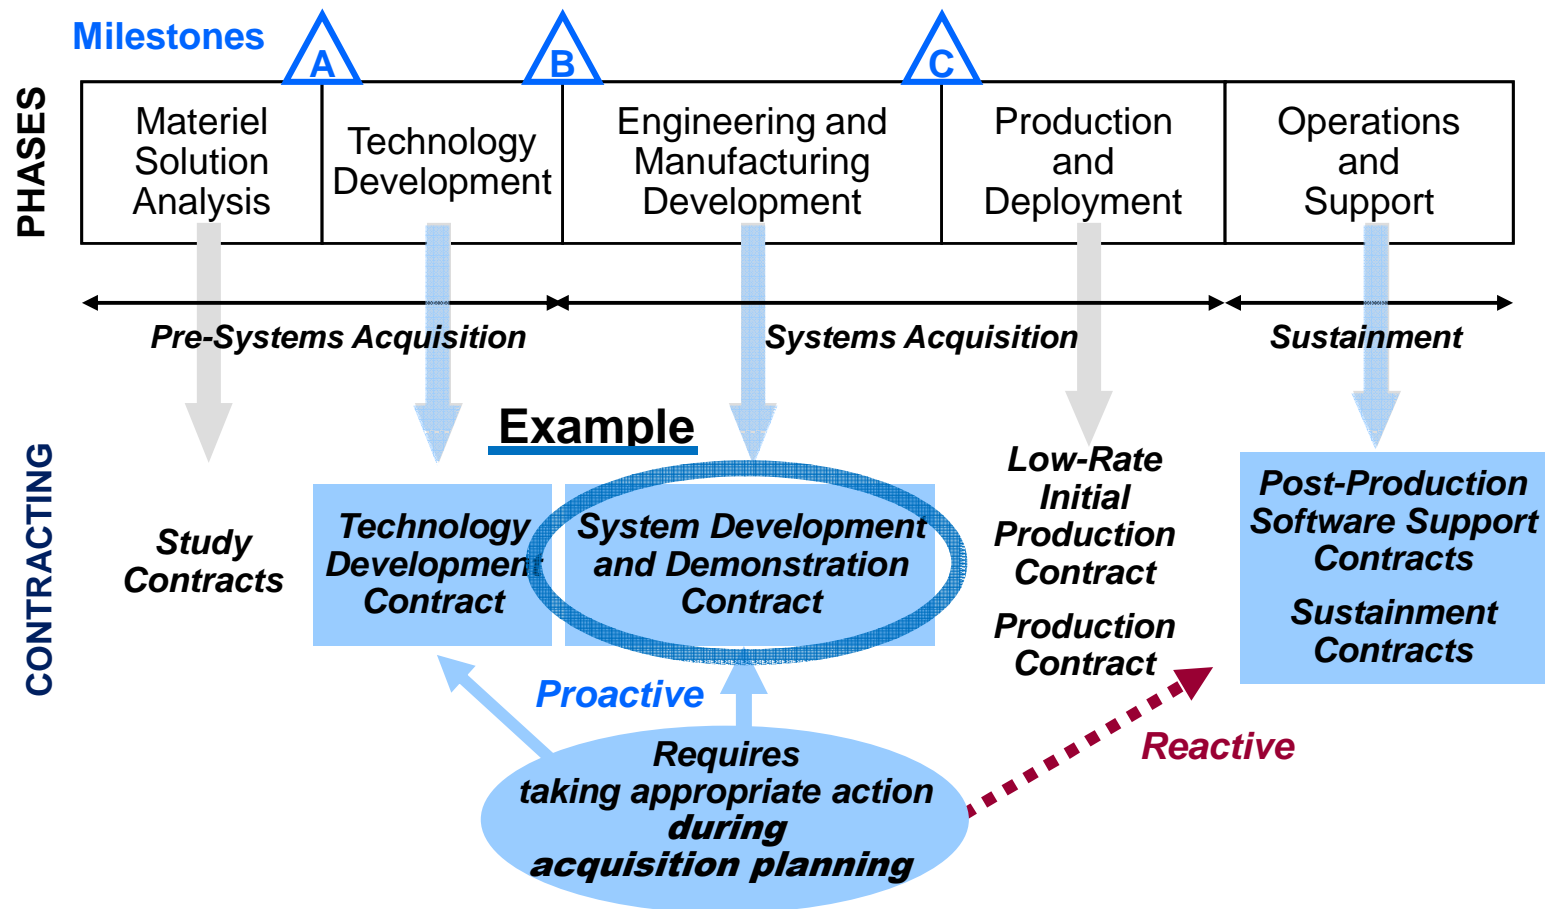 Milestones
A
B
C
PHASES
Materiel
Solution
Analysis
Technology
Development
Engineering and
Manufacturing
Development
Production
and
Deployment
Operations
and
Support
Pre-Systems Acquisition
Systems Acquisition
Sustainment
CONTRACTING
Example
Study
Contracts
Technology
Development
Contract
System Development
and Demonstration
Contract
Low-Rate
Initial
Production
Contract
Production
Contract
Post-Production
Software Support
Contracts
Sustainment
Contracts
Proactive
Reactive
Requires
taking appropriate action
during
acquisition planning